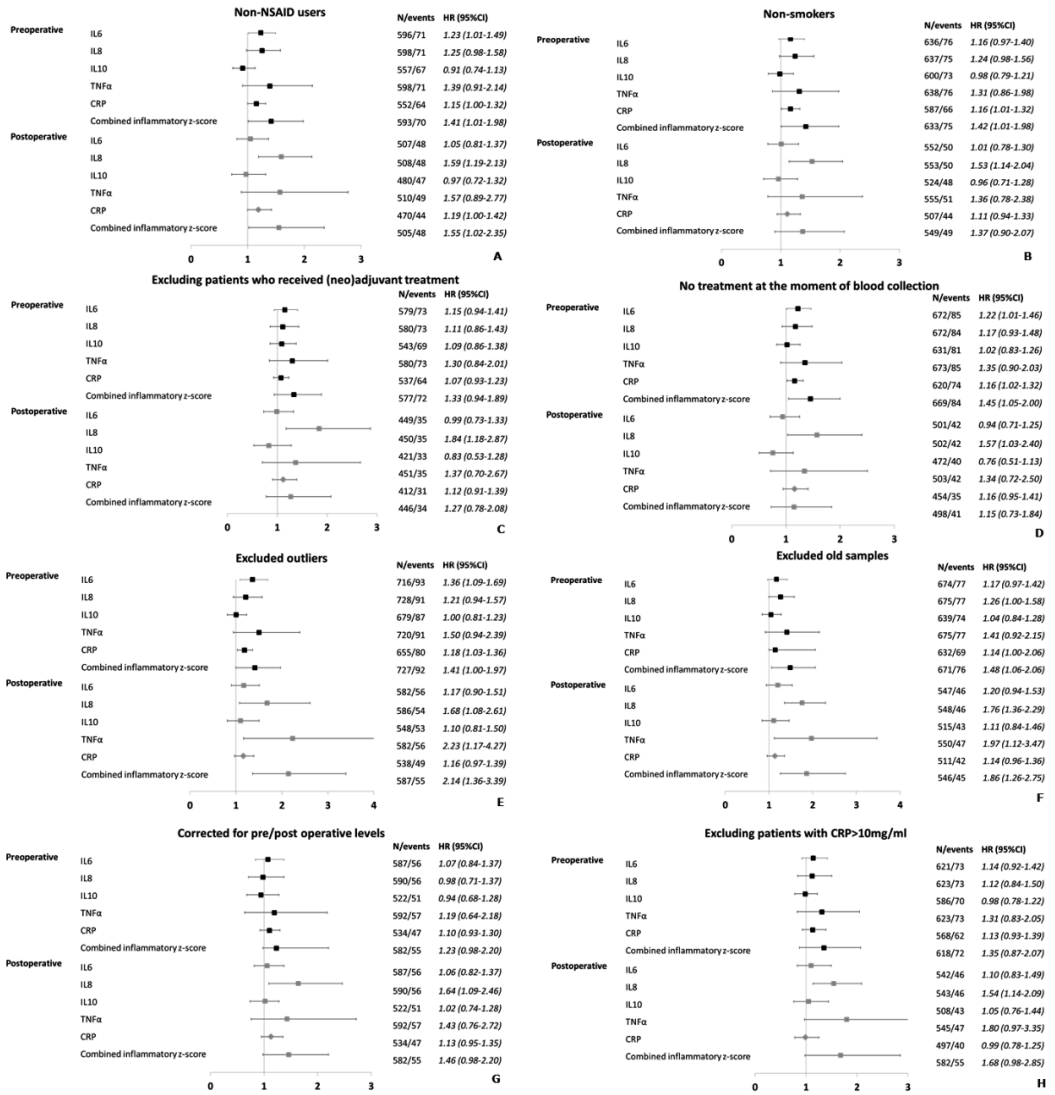 Non-NSAID users
N/events HR (95%CI)
Preoperative
IL6 596/71 1.23 (1.01-1.49)
IL8 598/71 1.25 (0.98-1.58)
IL10 557/67 0.91 (0.74-1.13)
TNFα 598/71 1.39 (0.91-2.14)
CRP 552/64 1.15 (1.00-1.32)
Combined inflammatory z-score 593/70 1.41 (1.01-1.98)
Postoperative
IL6 507/48 1.05 (0.81-1.37)
IL8 508/48 1.59 (1.19-2.13)
IL10 480/47 0.97 (0.72-1.32)
TNFα 510/49 1.57 (0.89-2.77)
CRP 470/44 1.19 (1.00-1.42)
Combined inflammatory z-score 505/48 1.55 (1.02-2.35)
0 1 2 3
A
Non-smokers
N/events HR (95%CI)
Preoperative
IL6 636/76 1.16 (0.97-1.40)
IL8 637/75 1.24 (0.98-1.56)
IL10 600/73 0.98 (0.79-1.21)
TNFα 638/76 1.31 (0.86-1.98)
CRP 587/66 1.16 (1.01-1.32)
Combined inflammatory z-score 633/75 1.42 (1.01-1.98)
Postoperative
IL6 552/50 1.01 (0.78-1.30)
IL8 553/50 1.53 (1.14-2.04)
IL10 524/48 0.96 (0.71-1.28)
TNFα 555/51 1.36 (0.78-2.38)
CRP 507/44 1.11 (0.94-1.33)
Combined inflammatory z-score 549/49 1.37 (0.90-2.07)
0 1 2 3
B
Excluding patients who received (neo)adjuvant treatment
N/events HR (95%CI)
Preoperative
IL6 579/73 1.15 (0.94-1.41)
IL8 580/73 1.11 (0.86-1.43)
IL10 543/69 1.09 (0.86-1.38)
TNFα 580/73 1.30 (0.84-2.01)
CRP 537/64 1.07 (0.93-1.23)
Combined inflammatory z-score 577/72 1.33 (0.94-1.89)
Postoperative
IL6 449/35 0.99 (0.73-1.33)
IL8 450/35 1.84 (1.18-2.87)
IL10 421/33 0.83 (0.53-1.28)
TNFα 451/35 1.37 (0.70-2.67)
CRP 412/31 1.12 (0.91-1.39)
Combined inflammatory z-score 446/34 1.27 (0.78-2.08)
0 1 2 3
C
No treatment at the moment of blood collection
N/events HR (95%CI)
Preoperative
IL6 672/85 1.22 (1.01-1.46)
IL8 672/84 1.17 (0.93-1.48)
IL10 631/81 1.02 (0.83-1.26)
TNFα 673/85 1.35 (0.90-2.03)
CRP 620/74 1.16 (1.02-1.32)
Combined inflammatory z-score 669/84 1.45 (1.05-2.00)
Postoperative
IL6 501/42 0.94 (0.71-1.25)
IL8 502/42 1.57 (1.03-2.40)
IL10 472/40 0.76 (0.51-1.13)
TNFα 503/42 1.34 (0.72-2.50)
CRP 454/35 1.16 (0.95-1.41)
Combined inflammatory z-score 498/41 1.15 (0.73-1.84)
0 1 2 3
D
Excluded outliers
N/events HR (95%CI)
Preoperative
IL6 716/93 1.36 (1.09-1.69)
IL8 728/91 1.21 (0.94-1.57)
IL10 679/87 1.00 (0.81-1.23)
TNFα 720/91 1.50 (0.94-2.39)
CRP 655/80 1.18 (1.03-1.36)
Combined inflammatory z-score 727/92 1.41 (1.00-1.97)
Postoperative
IL6 582/56 1.17 (0.90-1.51)
IL8 586/54 1.68 (1.08-2.61)
IL10 548/53 1.10 (0.81-1.50)
TNFα 582/56 2.23 (1.17-4.27)
CRP 538/49 1.16 (0.97-1.39)
Combined inflammatory z-score 587/55 2.14 (1.36-3.39)
0 1 2 3 4
E
Excluded old samples
N/events HR (95%CI)
Preoperative
IL6 674/77 1.17 (0.97-1.42)
IL8 675/77 1.26 (1.00-1.58)
IL10 639/74 1.04 (0.84-1.28)
TNFα 675/77 1.41 (0.92-2.15)
CRP 632/69 1.14 (1.00-2.06)
Combined inflammatory z-score 671/76 1.48 (1.06-2.06)
Postoperative
IL6 547/46 1.20 (0.94-1.53)
IL8 548/46 1.76 (1.36-2.29)
IL10 515/43 1.11 (0.84-1.46)
TNFα 550/47 1.97 (1.12-3.47)
CRP 511/42 1.14 (0.96-1.36)
Combined inflammatory z-score 546/45 1.86 (1.26-2.75)
0 1 2 3 4
F
Corrected for pre/post operative levels
N/events HR (95%CI)
Preoperative
IL6 587/56 1.07 (0.84-1.37)
IL8 590/56 0.98 (0.71-1.37)
IL10 522/51 0.94 (0.68-1.28)
TNFα 592/57 1.19 (0.64-2.18)
CRP 534/47 1.10 (0.93-1.30)
Combined inflammatory z-score 582/55 1.23 (0.98-2.20)
Postoperative
IL6 587/56 1.06 (0.82-1.37)
IL8 590/56 1.64 (1.09-2.46)
IL10 522/51 1.02 (0.74-1.28)
TNFα 592/57 1.43 (0.76-2.72)
CRP 534/47 1.13 (0.95-1.35)
Combined inflammatory z-score 582/55 1.46 (0.98-2.20)
0 1 2 3
G
Excluding patients with CRP>10mg/ml
N/events HR (95%CI)
Preoperative
IL6 621/73 1.14 (0.92-1.42)
IL8 623/73 1.12 (0.84-1.50)
IL10 586/70 0.98 (0.78-1.22)
TNFα 623/73 1.31 (0.83-2.05)
CRP 568/62 1.13 (0.93-1.39)
Combined inflammatory z-score 618/72 1.35 (0.87-2.07)
Postoperative
IL6 542/46 1.10 (0.83-1.49)
IL8 543/46 1.54 (1.14-2.09)
IL10 508/43 1.05 (0.76-1.44)
TNFα 545/47 1.80 (0.97-3.35)
CRP 497/40 0.99 (0.78-1.25)
Combined inflammatory z-score 582/55 1.68 (0.98-2.85)
0 1 2 3
H